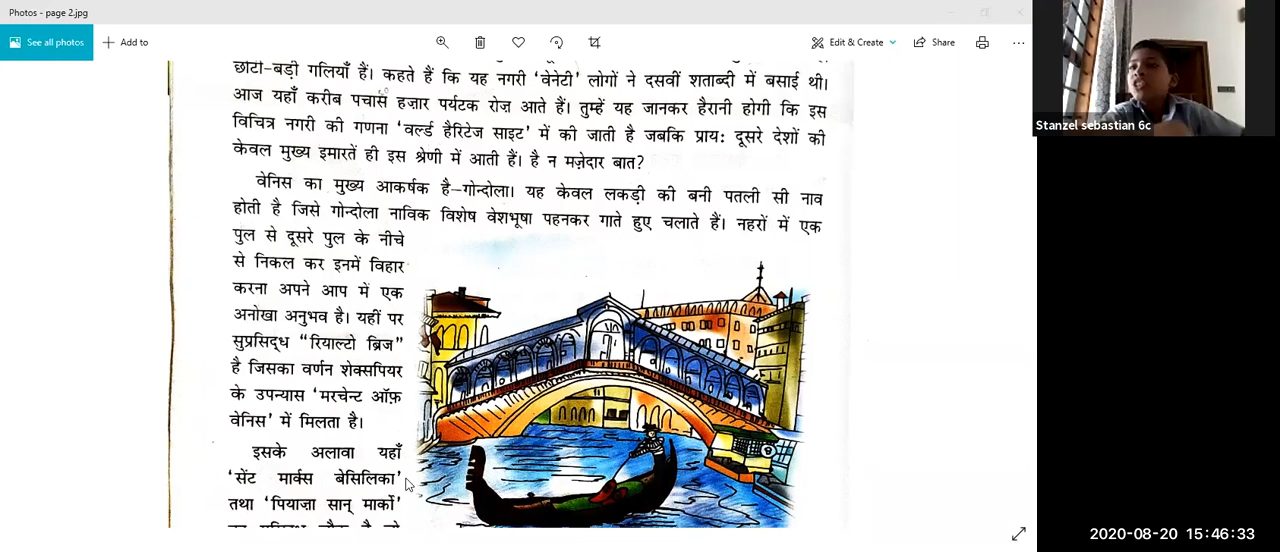 Photos - page 2.jpg
See all photos
Add to
Edit & Create
Share
छोटी-बड़ी गलियाँ हैं। कहते हैं कि यह नगरी 'वेनेटी' लोगों ने दसवीं शताब्दी में बसाई थी।
आज यहाँ करीब पचास हज़ार पर्यटक रोज़ आते हैं। तुम्हें यह जानकर हैरानी होगी कि इस
विचित्र नगरी की गणना 'वर्ल्ड हैरिटेज साइट' में की जाती है जबकि प्राय: दूसरे देशों की
केवल मुख्य इमारतें ही इस श्रेणी में आती हैं। है न मज़ेदार बात?
वेनिस का मुख्य आकर्षक है-गोन्दोला। यह केवल लकड़ी की बनी पतली सी नाव
होती है जिसे गोन्दोला नाविक विशेष वेशभूषा पहनकर गाते हुए चलाते हैं। नहरों में एक
पुल से दूसरे पुल के नीचे
से निकल कर इनमें विहार
करना अपने आप में एक
अनोखा अनुभव है। यहीं पर
सुप्रसिद्ध "रियाल्टो ब्रिज"
है जिसका वर्णन शेक्सपियर
के उपन्यास 'मरचेन्ट ऑफ़
वेनिस' में मिलता है।
इसके अलावा यहाँ
'सेंट मार्क्स बेसिलिका'
तथा 'पियाज़ा सान् मार्को'
Stanzel sebastian 6c
2020-08-20 15:46:33